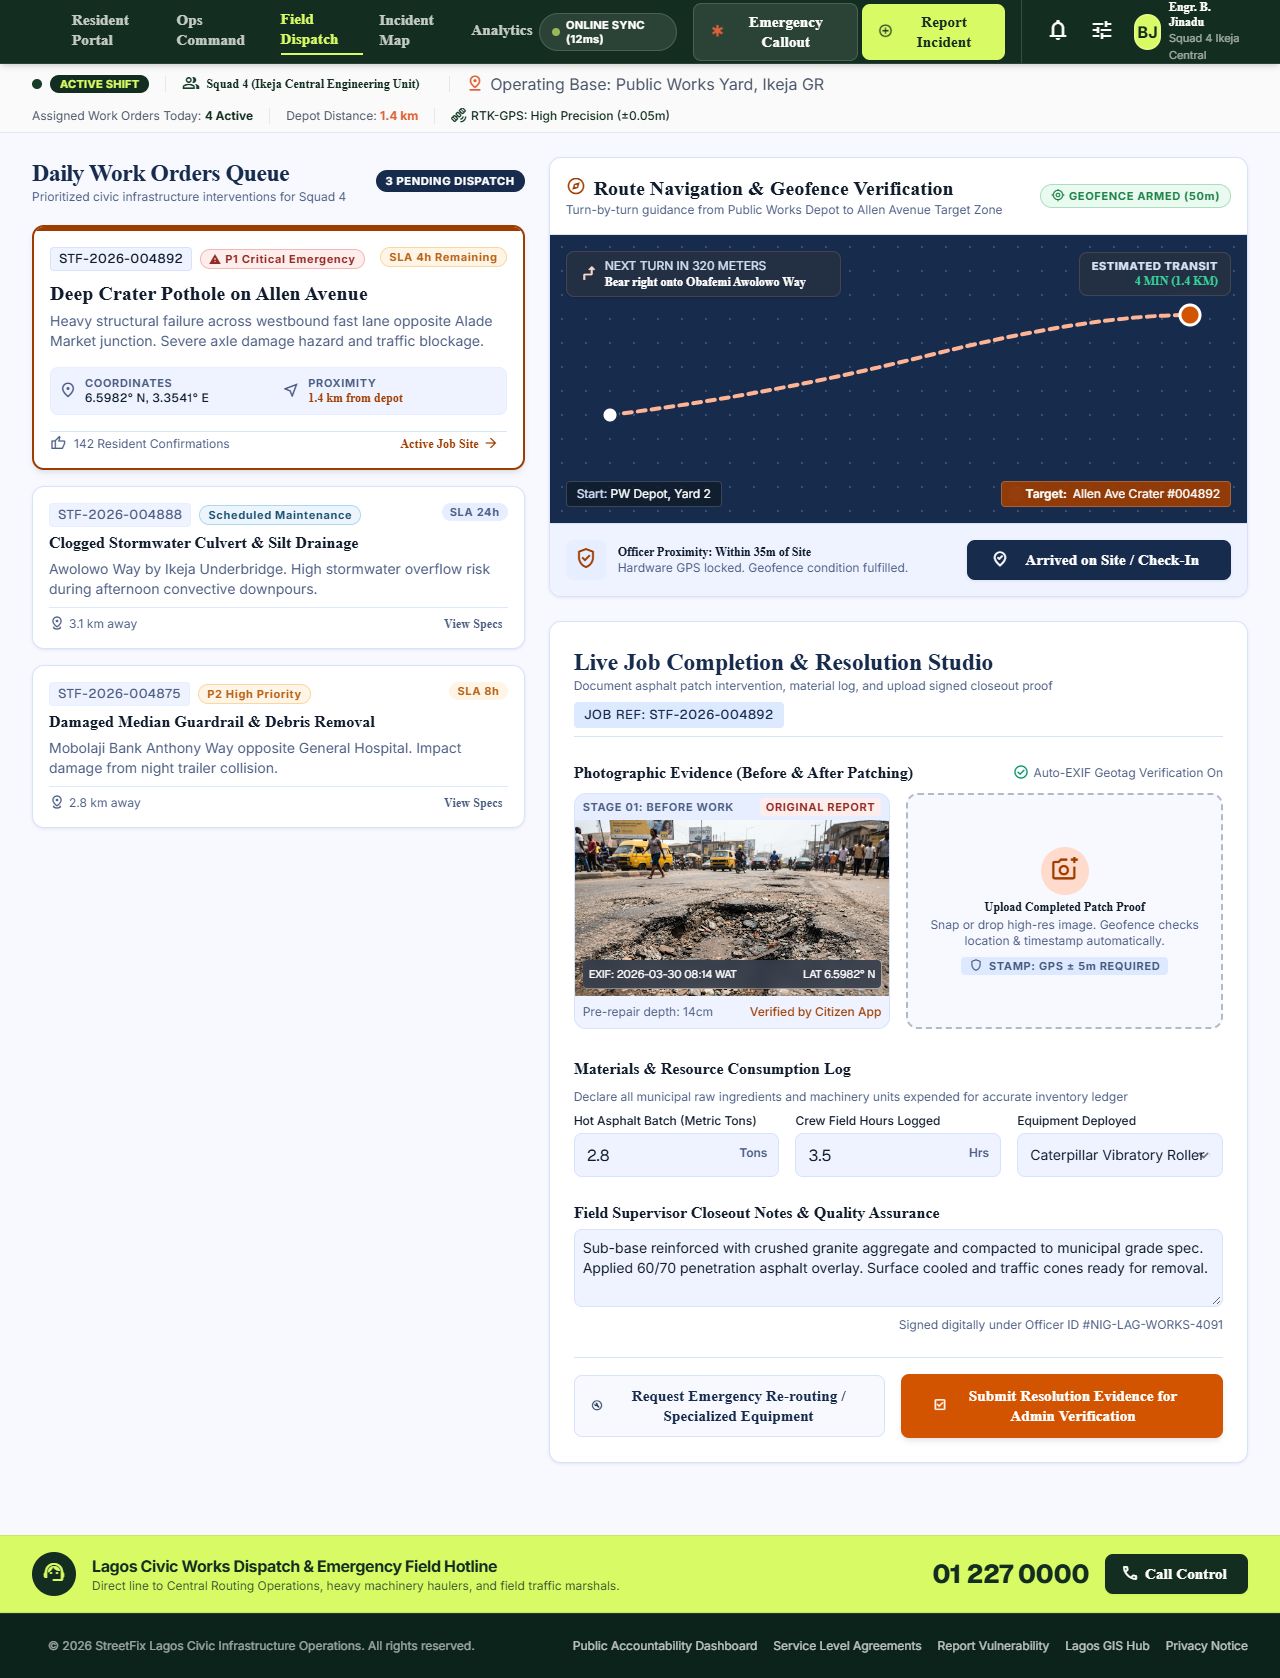 Resident Portal
Ops Command
Field Dispatch
Incident Map
Analytics
ONLINE SYNC (12ms)
Emergency Callout
Report Incident
BJ
Engr. B. Jinadu
Squad 4 Ikeja Central
ACTIVE SHIFT
Squad 4 (Ikeja Central Engineering Unit)
Operating Base: Public Works Yard, Ikeja GR
Assigned Work Orders Today: 4 Active
Depot Distance: 1.4 km
RTK-GPS: High Precision (±0.05m)
Daily Work Orders Queue
Prioritized civic infrastructure interventions for Squad 4
3 PENDING DISPATCH
STF-2026-004892
P1 Critical Emergency
SLA 4h Remaining
Deep Crater Pothole on Allen Avenue
Heavy structural failure across westbound fast lane opposite Alade
Market junction. Severe axle damage hazard and traffic blockage.
COORDINATES
6.5982° N, 3.3541° E
PROXIMITY
1.4 km from depot
142 Resident Confirmations
Active Job Site
STF-2026-004888
Scheduled Maintenance
SLA 24h
Clogged Stormwater Culvert & Silt Drainage
Awolowo Way by Ikeja Underbridge. High stormwater overflow risk
during afternoon convective downpours.
3.1 km away
View Specs
STF-2026-004875
P2 High Priority
SLA 8h
Damaged Median Guardrail & Debris Removal
Mobolaji Bank Anthony Way opposite General Hospital. Impact
damage from night trailer collision.
2.8 km away
View Specs
Route Navigation & Geofence Verification
Turn-by-turn guidance from Public Works Depot to Allen Avenue Target Zone
GEOFENCE ARMED (50m)
NEXT TURN IN 320 METERS
Bear right onto Obafemi Awolowo Way
ESTIMATED TRANSIT
4 MIN (1.4 KM)
Start: PW Depot, Yard 2
Target: Allen Ave Crater #004892
Officer Proximity: Within 35m of Site
Hardware GPS locked. Geofence condition fulfilled.
Arrived on Site / Check-In
Live Job Completion & Resolution Studio
Document asphalt patch intervention, material log, and upload signed closeout proof
JOB REF: STF-2026-004892
Photographic Evidence (Before & After Patching)
Auto-EXIF Geotag Verification On
STAGE 01: BEFORE WORK
ORIGINAL REPORT
EXIF: 2026-03-30 08:14 WAT
LAT 6.5982° N
Pre-repair depth: 14cm
Verified by Citizen App
Upload Completed Patch Proof
Snap or drop high-res image. Geofence checks
location & timestamp automatically.
STAMP: GPS ± 5m REQUIRED
Materials & Resource Consumption Log
Declare all municipal raw ingredients and machinery units expended for accurate inventory ledger
Hot Asphalt Batch (Metric Tons)
Crew Field Hours Logged
Equipment Deployed
2.8 Tons
3.5 Hrs
Caterpillar Vibratory Roller
Field Supervisor Closeout Notes & Quality Assurance
Sub-base reinforced with crushed granite aggregate and compacted to municipal grade spec.
Applied 60/70 penetration asphalt overlay. Surface cooled and traffic cones ready for removal.
Signed digitally under Officer ID #NIG-LAG-WORKS-4091
Request Emergency Re-routing /
Specialized Equipment
Submit Resolution Evidence for
Admin Verification
Lagos Civic Works Dispatch & Emergency Field Hotline
Direct line to Central Routing Operations, heavy machinery haulers, and field traffic marshals.
01 227 0000
Call Control
© 2026 StreetFix Lagos Civic Infrastructure Operations. All rights reserved.
Public Accountability Dashboard
Service Level Agreements
Report Vulnerability
Lagos GIS Hub
Privacy Notice